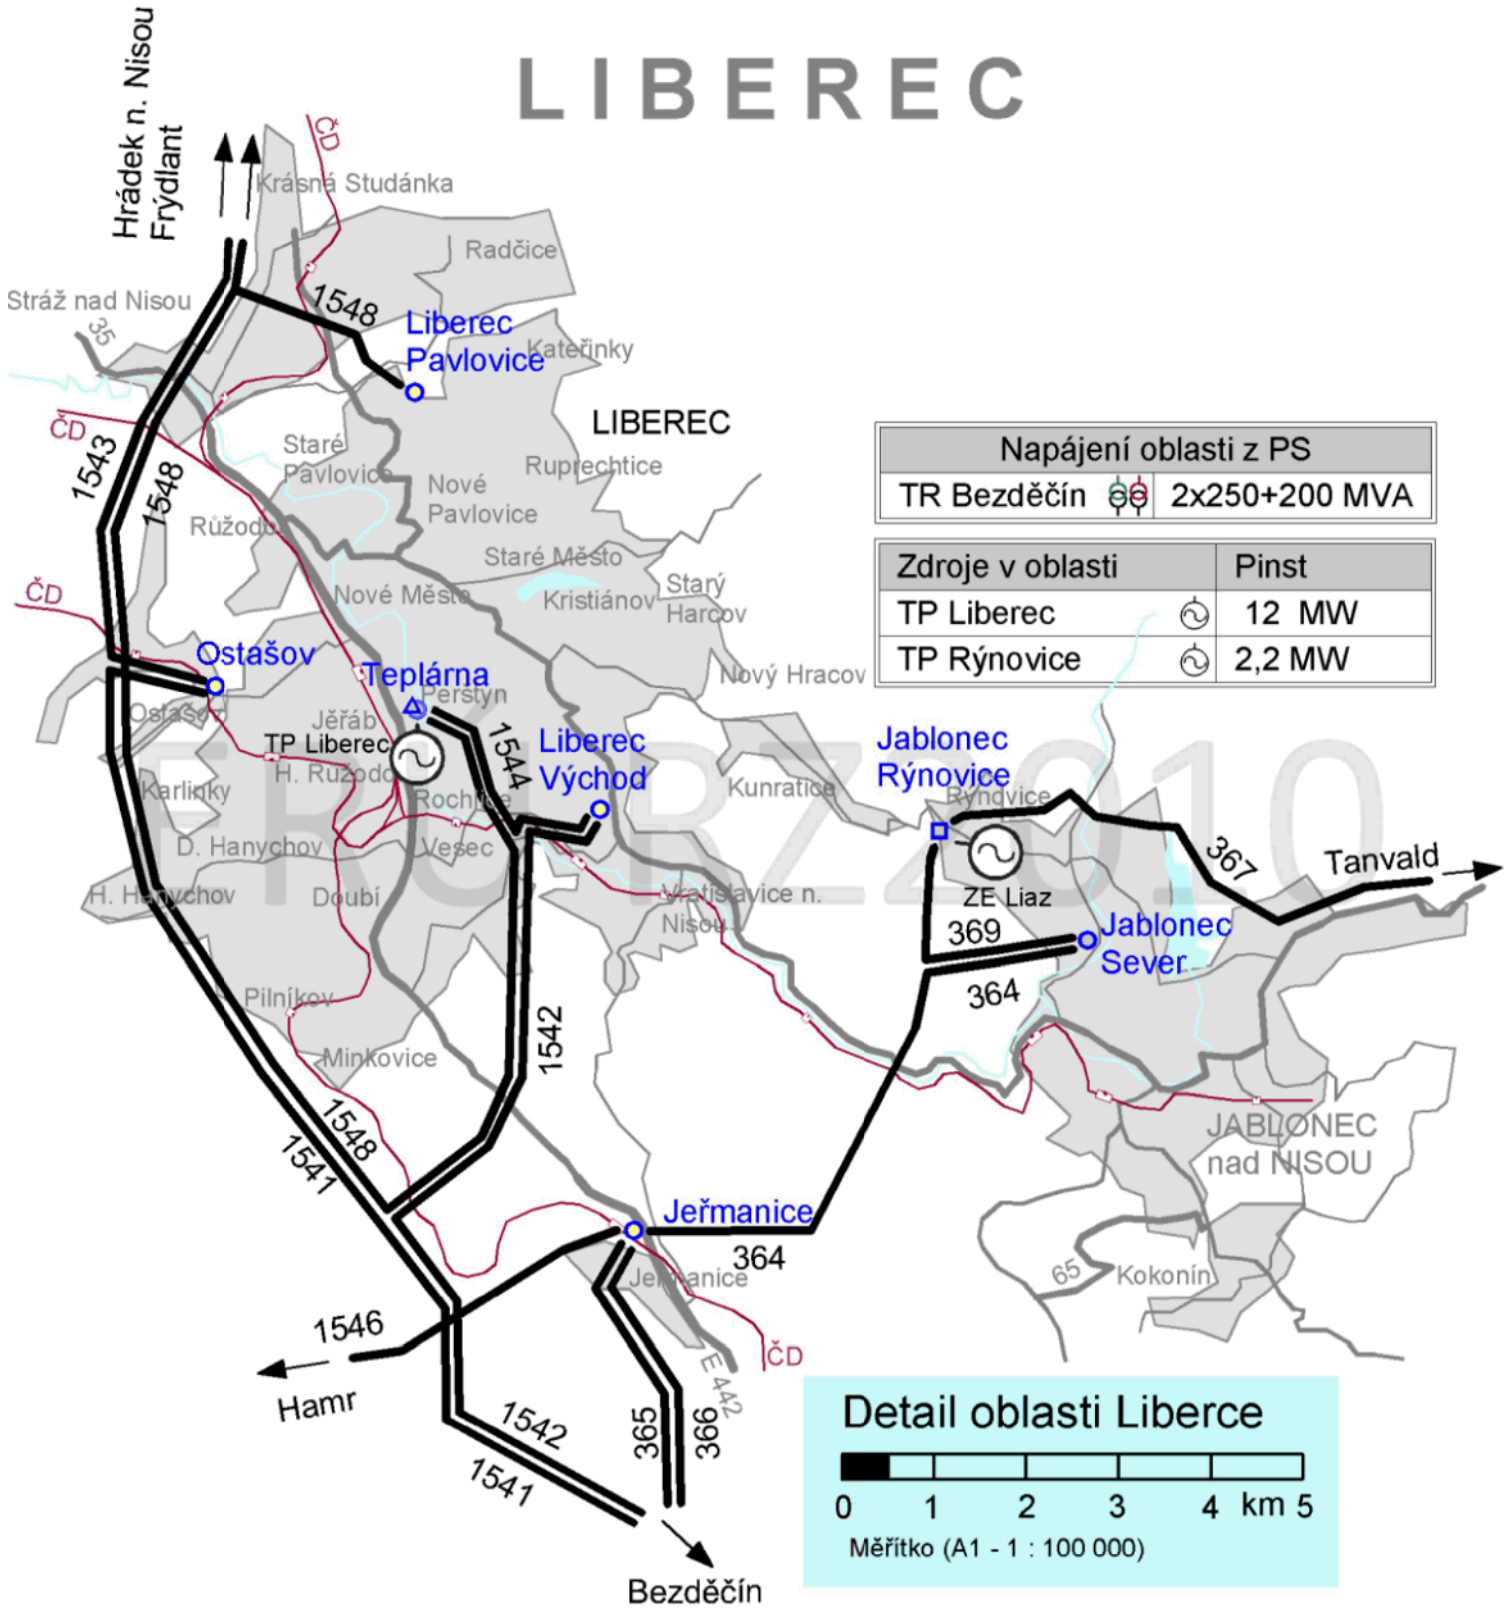 LIBEREC
Hrádek n. Nisou
Frýdlant
ČD
Krásná Studánka
Radčice
Stráž nad Nisou
35
1548
Liberec
Pavlovice
Kateřinky
LIBEREC
ČD
1543
1548
Staré
Pavlovice
Ruprechtice
Nové
Pavlovice
Růžodol
Staré Město
Starý
Harcov
Kristiánov
Nové Město
ČD
Napájení oblasti z PS
TR Bezděčín 2x250+200 MVA
Zdroje v oblasti Pinst
TP Liberec 12 MW
TP Rýnovice 2,2 MW
Ostašov
Ostašov
Teplárna
Perstyn
Nový Hracov
Jeřáb
TP Liberec
H. Růžodol
1544
Liberec
Východ
Jablonec
Rýnovice
Rýnovice
Kunratice
Karlinky
Rochlice
D. Hanychov
Vesec
H. Hanychov
Doubí
Vratislavice n.
Nisou
ERÚ RZ2010
ZE Liaz
367
Tanvald
369
Jablonec
Sever
364
Pilníkov
Minkovice
1542
1548
1541
JABLONEC
nad NISOU
Jeřmanice
364
Jeřmanice
65
Kokonín
1546
Hamr
ČD
E 442
365
366
1542
1541
Bezděčín
Detail oblasti Liberce
0 1 2 3 4 km 5
Měřítko (A1 - 1 : 100 000)